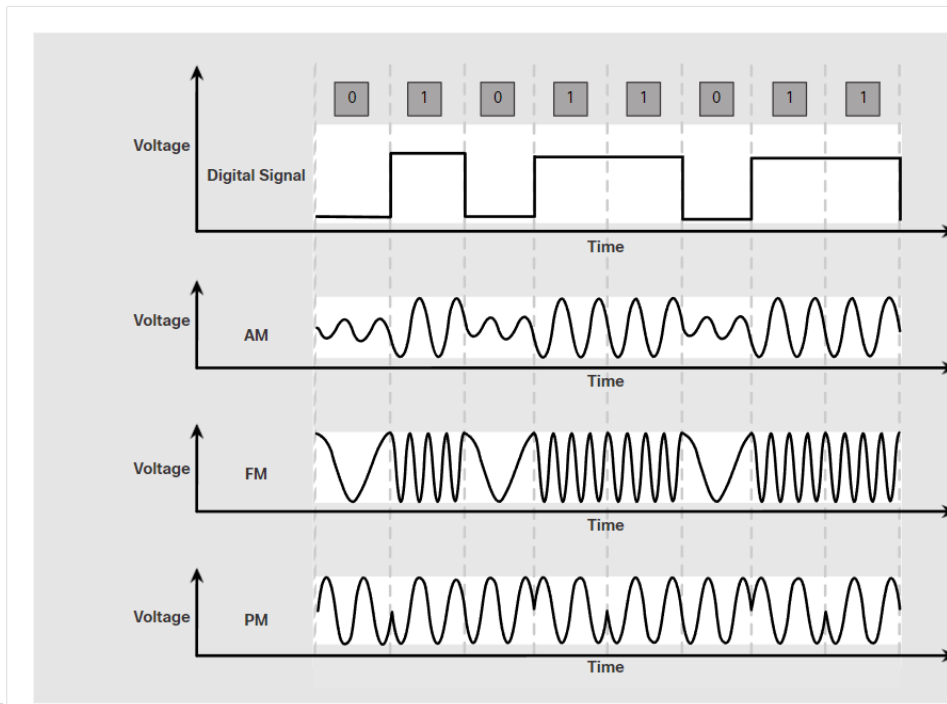 0 1 0 1 1 0 1 1
Voltage
Digital Signal
Time
Voltage
AM
Time
Voltage
FM
Time
Voltage
PM
Time